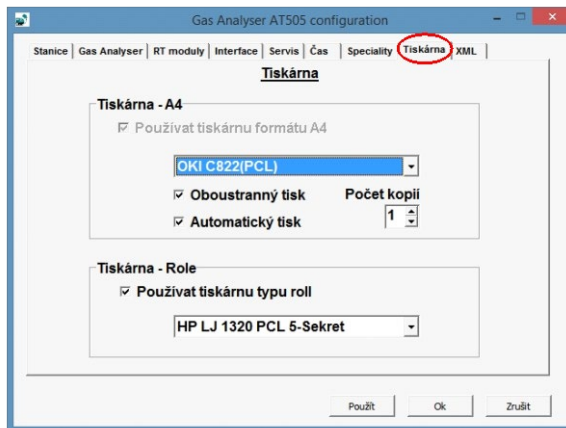 Gas Analyser AT505 configuration
Stanice Gas Analyser RT moduly Interface Servis Čas Speciality Tiskárna XML
Tiskárna
Tiskárna - A4
Používat tiskárnu formátu A4
OKI C822(PCL)
Oboustranný tisk Počet kopií
Automatický tisk 1
Tiskárna - Role
Používat tiskárnu typu roll
HP LJ 1320 PCL 5-Sekret
Použít Ok Zrušit